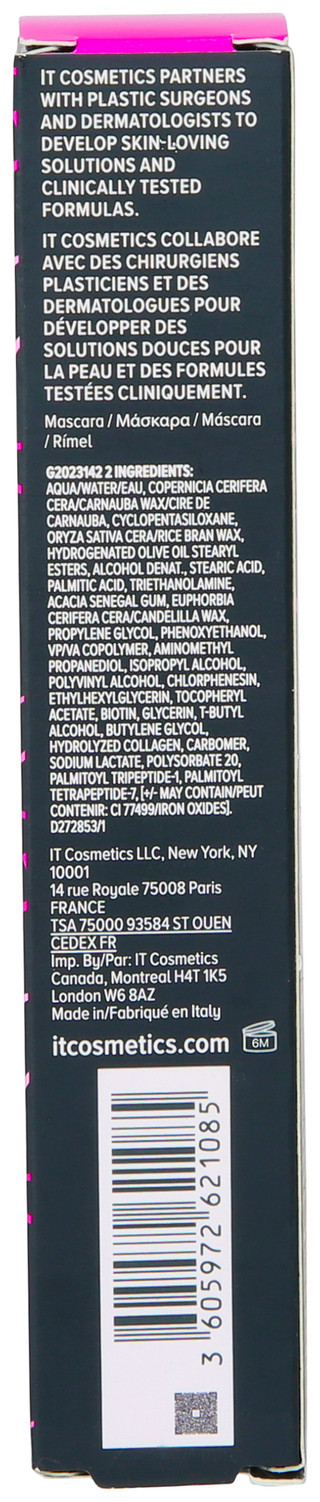 IT COSMETICS PARTNERS
WITH PLASTIC SURGEONS
AND DERMATOLOGISTS TO
DEVELOP SKIN-LOVING
SOLUTIONS AND
CLINICALLY TESTED
FORMULAS.
IT COSMETICS COLLABORE
AVEC DES CHIRURGIENS
PLASTICIENS ET DES
DERMATOLOGUES POUR
DÉVELOPPER DES
SOLUTIONS DOUCES POUR
LA PEAU ET DES FORMULES
TESTÉES CLINIQUEMENT.
Mascara / Μάσκαρα / Máscara
/ Rímel
G2023142 2 INGREDIENTS:
AQUA/WATER/EAU, COPERNICIA CERIFERA
CERA/CARNAUBA WAX/CIRE DE
CARNAUBA, CYCLOPENTASILOXANE,
ORYZA SATIVA CERA/RICE BRAN WAX,
HYDROGENATED OLIVE OIL STEARYL
ESTERS, ALCOHOL DENAT., STEARIC ACID,
PALMITIC ACID, TRIETHANOLAMINE,
ACACIA SENEGAL GUM, EUPHORBIA
CERIFERA CERA/CANDELILLA WAX,
PROPYLENE GLYCOL, PHENOXYETHANOL,
VP/VA COPOLYMER, AMINOMETHYL
PROPANEDIOL, ISOPROPYL ALCOHOL,
POLYVINYL ALCOHOL, CHLORPHENESIN,
ETHYLHEXYLGLYCERIN, TOCOPHERYL
ACETATE, BIOTIN, GLYCERIN, T-BUTYL
ALCOHOL, BUTYLENE GLYCOL,
HYDROLYZED COLLAGEN, CARBOMER,
SODIUM LACTATE, POLYSORBATE 20,
PALMITOYL TRIPEPTIDE-1, PALMITOYL
TETRAPEPTIDE-7, [+/- MAY CONTAIN/PEUT
CONTENIR: CI 77499/IRON OXIDES].
D272853/1
IT Cosmetics LLC, New York, NY
10001
14 rue Royale 75008 Paris
FRANCE
TSA 75000 93584 ST OUEN
CEDEX FR
Imp. By/Par: IT Cosmetics
Canada, Montreal H4T 1K5
London W6 8AZ
Made in/Fabriqué en Italy
itcosmetics.com
6M
3 605972 621085